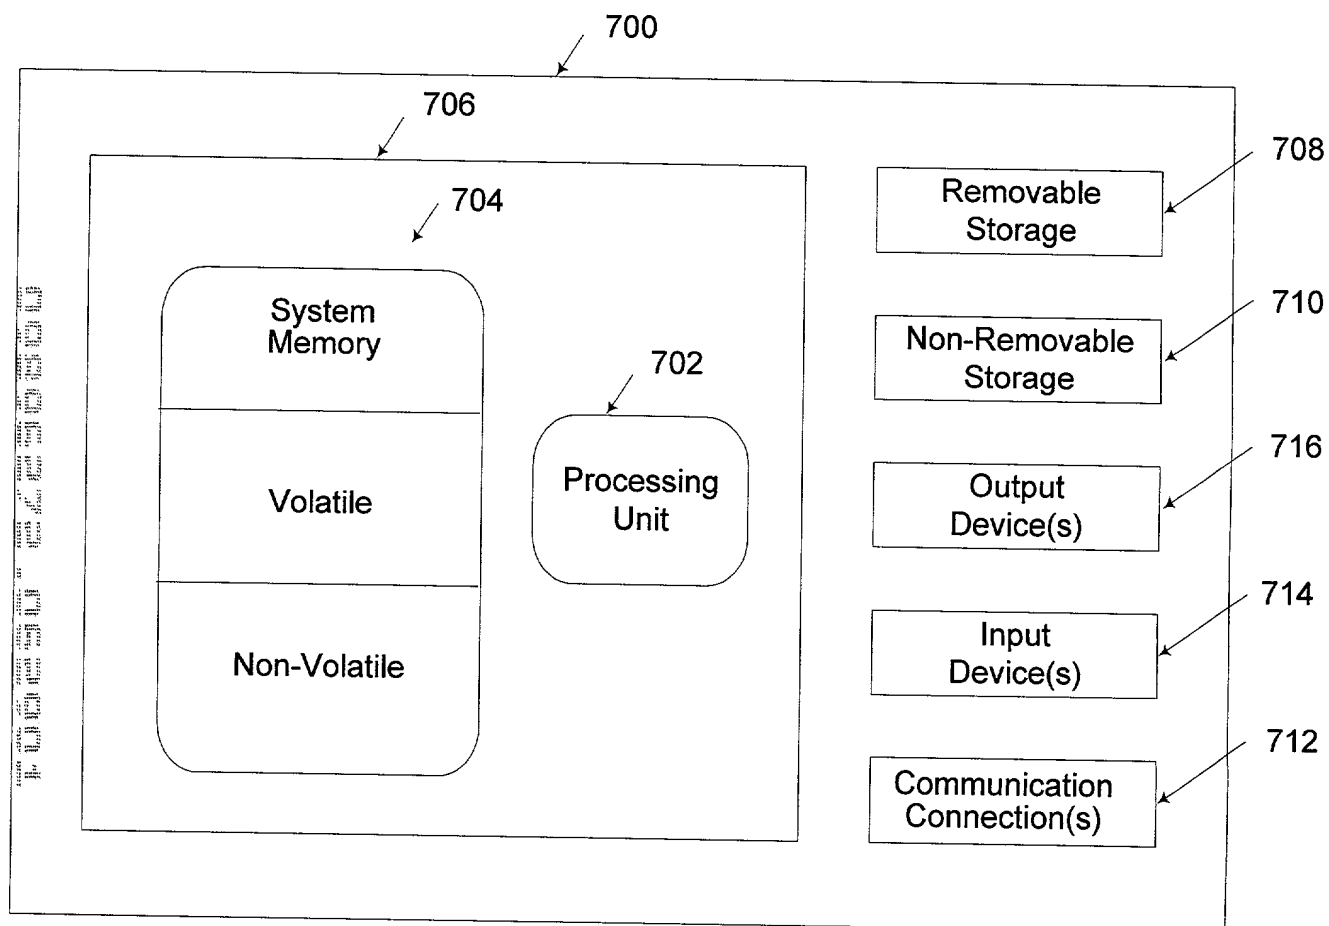 700
706
704
System
Memory
Volatile
Non-Volatile
702
Processing
Unit
708
Removable
Storage
710
Non-Removable
Storage
716
Output
Device(s)
714
Input
Device(s)
712
Communication
Connection(s)